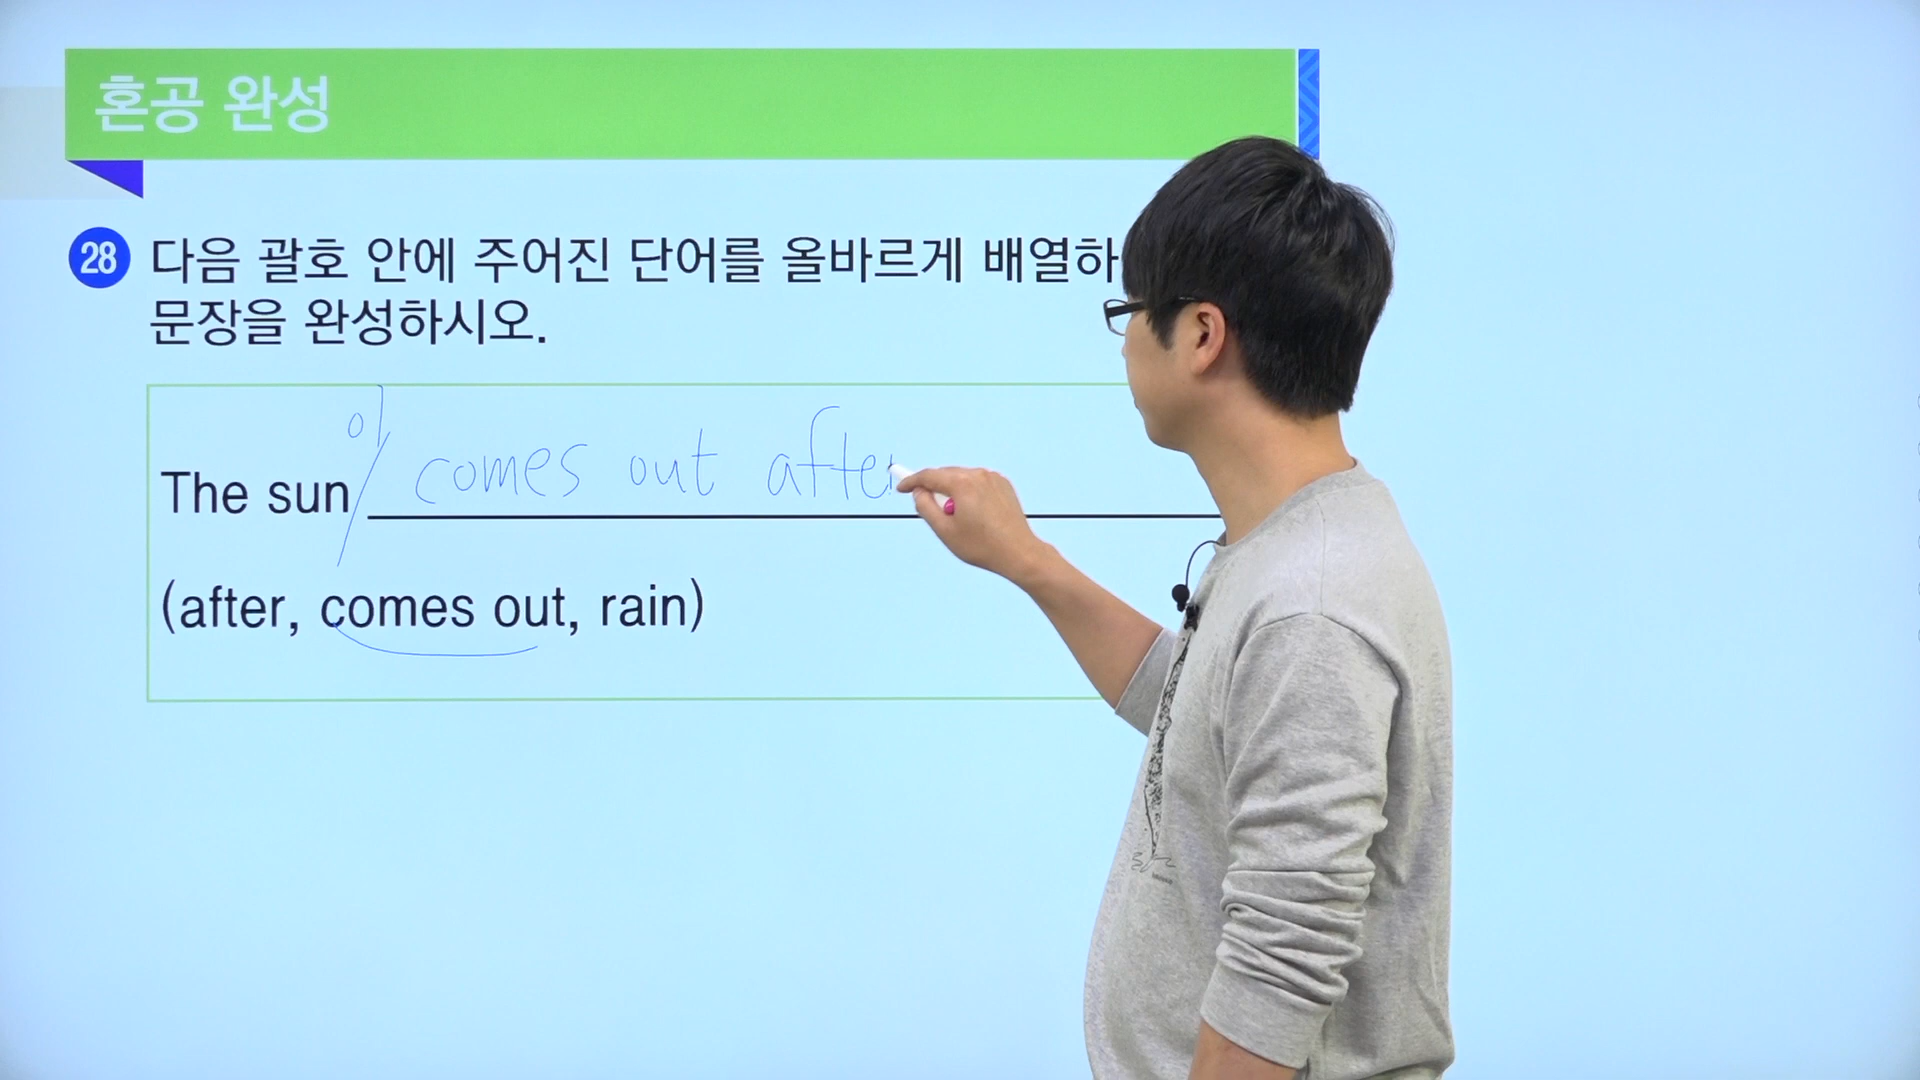 혼공 완성
28 다음 괄호 안에 주어진 단어를 올바르게 배열하
문장을 완성하시오.
이
The sun / comes out after
(after, comes out, rain)